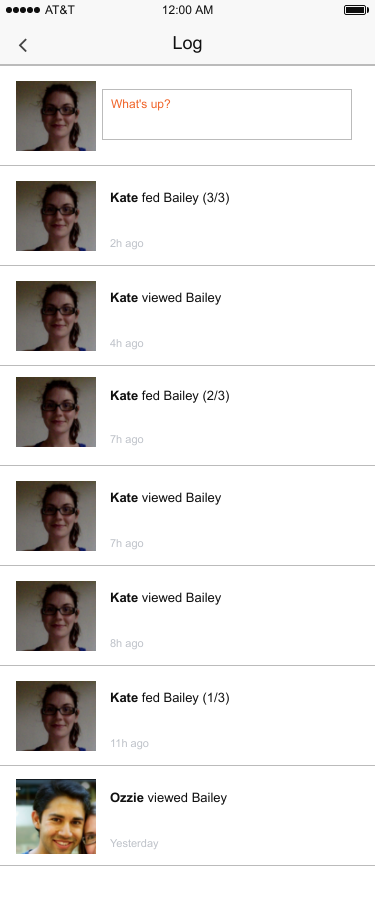 AT&T 12:00 AM
Log
What's up?
Kate fed Bailey (3/3)
2h ago
Kate viewed Bailey
4h ago
Kate fed Bailey (2/3)
7h ago
Kate viewed Bailey
7h ago
Kate viewed Bailey
8h ago
Kate fed Bailey (1/3)
11h ago
Ozzie viewed Bailey
Yesterday